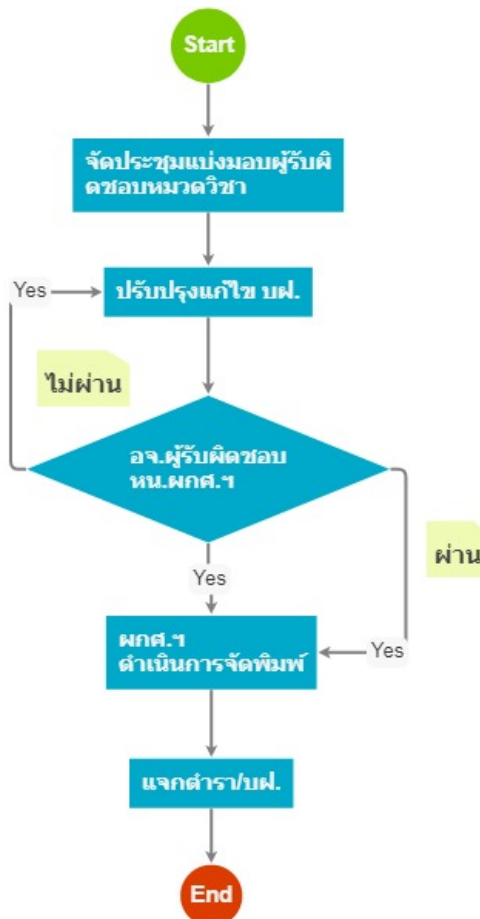 Start
จัดประชุมแบ่งมอบผู้รับผิ
ดชอบหมวดวิชา
Yes
ปรับปรุงแก้ไข บฝ.
ไม่ผ่าน
อจ.ผู้รับผิดชอบ
หน.ผกศ.ฯ
ผ่าน
Yes
ผกศ.ฯ
ดำเนินการจัดพิมพ์
Yes
แจกตำรา/บฝ.
End